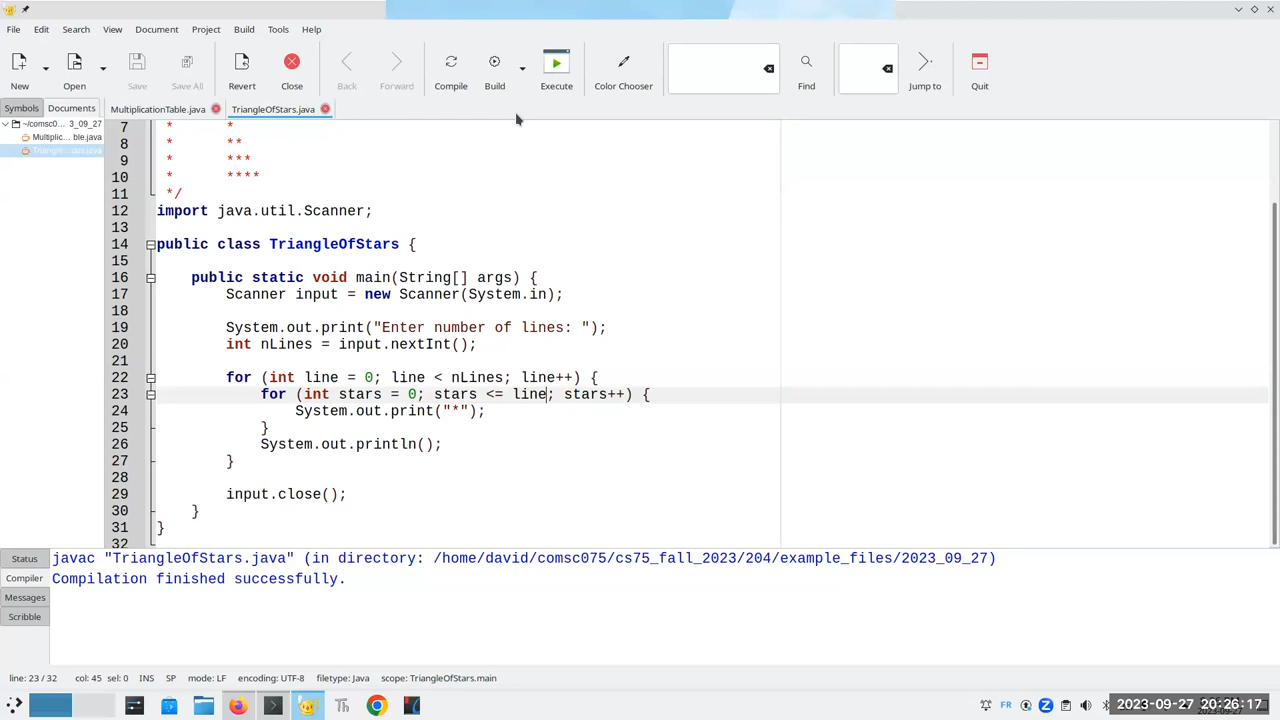 File Edit Search View Document Project Build Tools Help
New Open Save Save All Revert Close Back Forward Compile Build Execute Color Chooser Find Jump to Quit
Symbols Documents MultiplicationTable.java TriangleOfStars.java
~/comsc0... 3_09_27
Multiplic... ble.java
7 * *
8 * **
9 * ***
10 * ****
11 */
12 import java.util.Scanner;
13
14 public class TriangleOfStars {
15
16 public static void main(String[] args) {
17 Scanner input = new Scanner(System.in);
18
19 System.out.print("Enter number of lines: ");
20 int nLines = input.nextInt();
21
22 for (int line = 0; line < nLines; line++) {
23 for (int stars = 0; stars <= line; stars++) {
24 System.out.print("*");
25 }
26 System.out.println();
27 }
28
29 input.close();
30 }
31 }
32
Status
Compiler
Messages
Scribble
javac "TriangleOfStars.java" (in directory: /home/david/comsc075/cs75_fall_2023/204/example_files/2023_09_27)
Compilation finished successfully.
line: 23 / 32 col: 45 sel: 0 INS SP mode: LF encoding: UTF-8 filetype: Java scope: TriangleOfStars.main
Th FR 2023-09-27 20:26:17